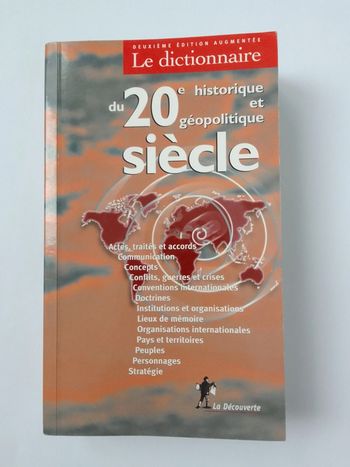 DEUXIÈME ÉDITION AUGMENTÉE
Le dictionnaire
du 20e historique et géopolitique
siècle
Actes, traités et accords
Communication
Concepts
Conflits, guerres et crises
Conventions internationales
Doctrines
Institutions et organisations
Lieux de mémoire
Organisations internationales
Pays et territoires
Peuples
Personnages
Stratégie
La Découverte